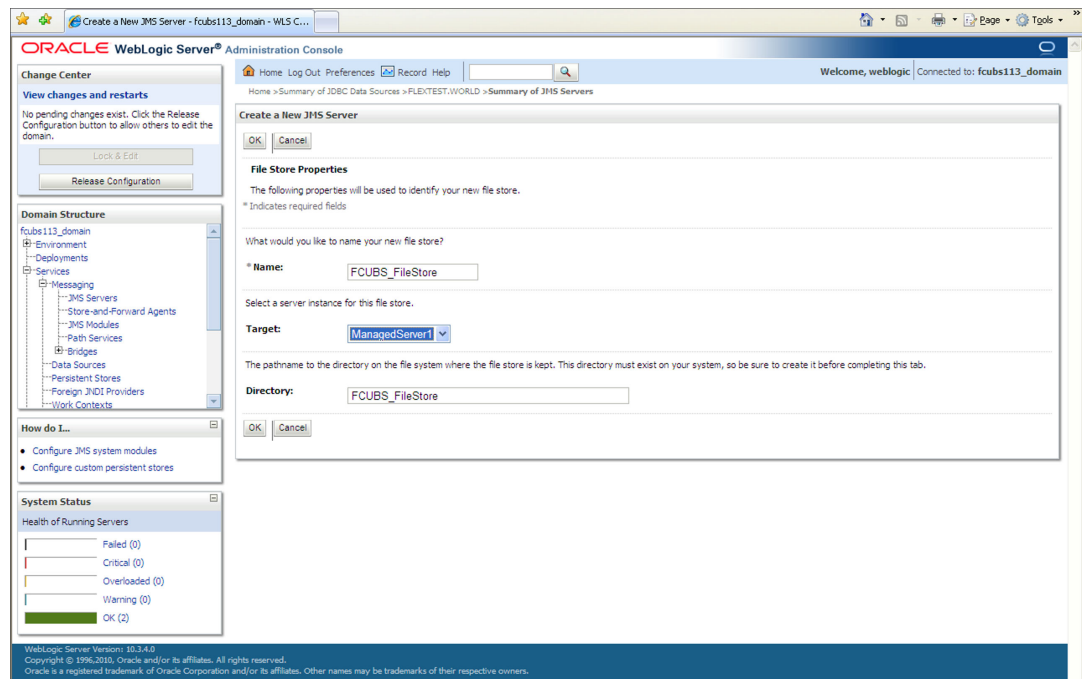 Create a New JMS Server - fcubs113_domain - WLS C...
Page
Tools
»
ORACLE WebLogic Server® Administration Console
Change Center
View changes and restarts
No pending changes exist. Click the Release
Configuration button to allow others to edit the
domain.
Lock & Edit
Release Configuration
Domain Structure
fcubs113_domain
Environment
Deployments
Services
Messaging
JMS Servers
Store-and-Forward Agents
JMS Modules
Path Services
Bridges
Data Sources
Persistent Stores
Foreign JNDI Providers
Work Contexts
How do I...
• Configure JMS system modules
• Configure custom persistent stores
System Status
Health of Running Servers
Failed (0)
Critical (0)
Overloaded (0)
Warning (0)
OK (2)
Home Log Out Preferences Record Help
Welcome, weblogic Connected to: fcubs113_domain
Home >Summary of JDBC Data Sources >FLEXTEST.WORLD >Summary of JMS Servers
Create a New JMS Server
OK Cancel
File Store Properties
The following properties will be used to identify your new file store.
* Indicates required fields
What would you like to name your new file store?
* Name: FCUBS_FileStore
Select a server instance for this file store.
Target: ManagedServer1
The pathname to the directory on the file system where the file store is kept. This directory must exist on your system, so be sure to create it before completing this tab.
Directory: FCUBS_FileStore
OK Cancel
WebLogic Server Version: 10.3.4.0
Copyright © 1996,2010, Oracle and/or its affiliates. All rights reserved.
Oracle is a registered trademark of Oracle Corporation and/or its affiliates. Other names may be trademarks of their respective owners.